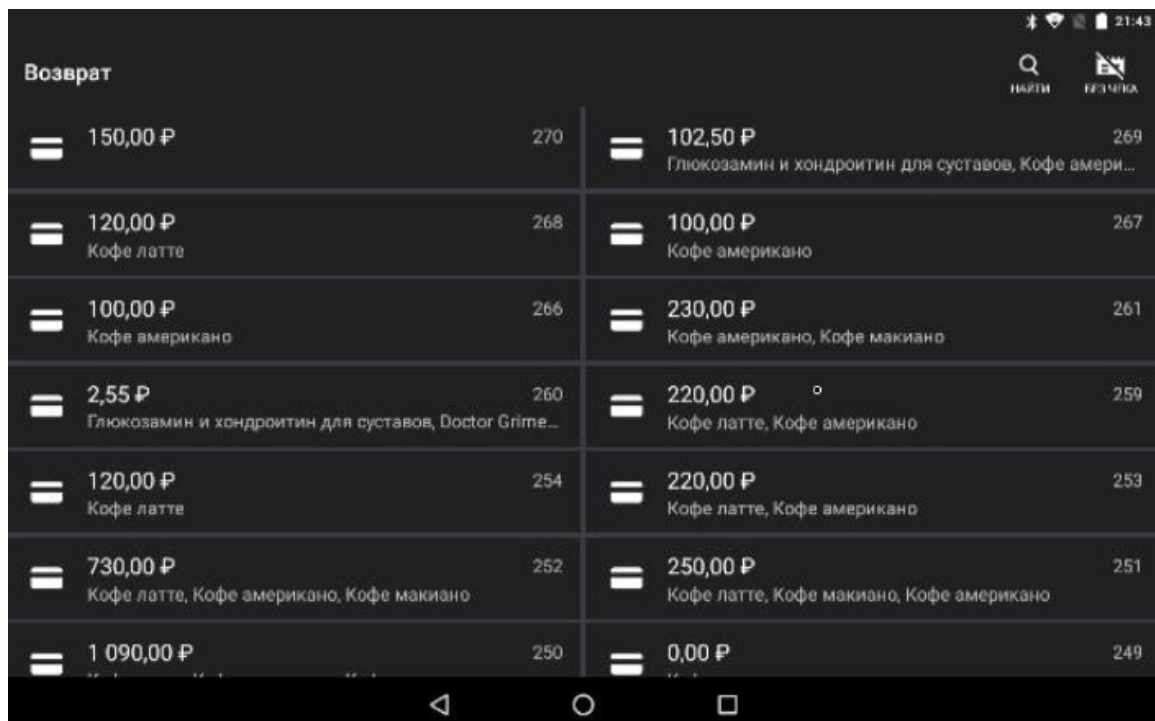 21:43
Возврат
НАЙТИ
БЕЗ ЧЕКА
150,00 ₽
270
102,50 ₽
269
Глюкозамин и хондроитин для суставов, Кофе амери...
120,00 ₽
268
Кофе латте
100,00 ₽
267
Кофе американо
100,00 ₽
266
Кофе американо
230,00 ₽
261
Кофе американо, Кофе макиано
2,55 ₽
260
Глюкозамин и хондроитин для суставов, Doctor Grime...
220,00 ₽
259
Кофе латте, Кофе американо
120,00 ₽
254
Кофе латте
220,00 ₽
253
Кофе латте, Кофе американо
730,00 ₽
252
Кофе латте, Кофе американо, Кофе макиано
250,00 ₽
251
Кофе латте, Кофе макиано, Кофе американо
1 090,00 ₽
250
0,00 ₽
249